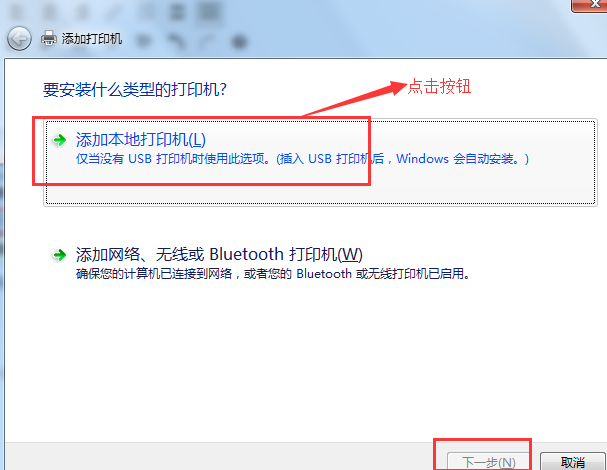 添加打印机
要安装什么类型的打印机?
点击按钮
添加本地打印机(L)
仅当没有 USB 打印机时使用此选项。(插入 USB 打印机后，Windows 会自动安装。)
添加网络、无线或 Bluetooth 打印机(W)
确保您的计算机已连接到网络，或者您的 Bluetooth 或无线打印机已启用。
下一步(N)
取消